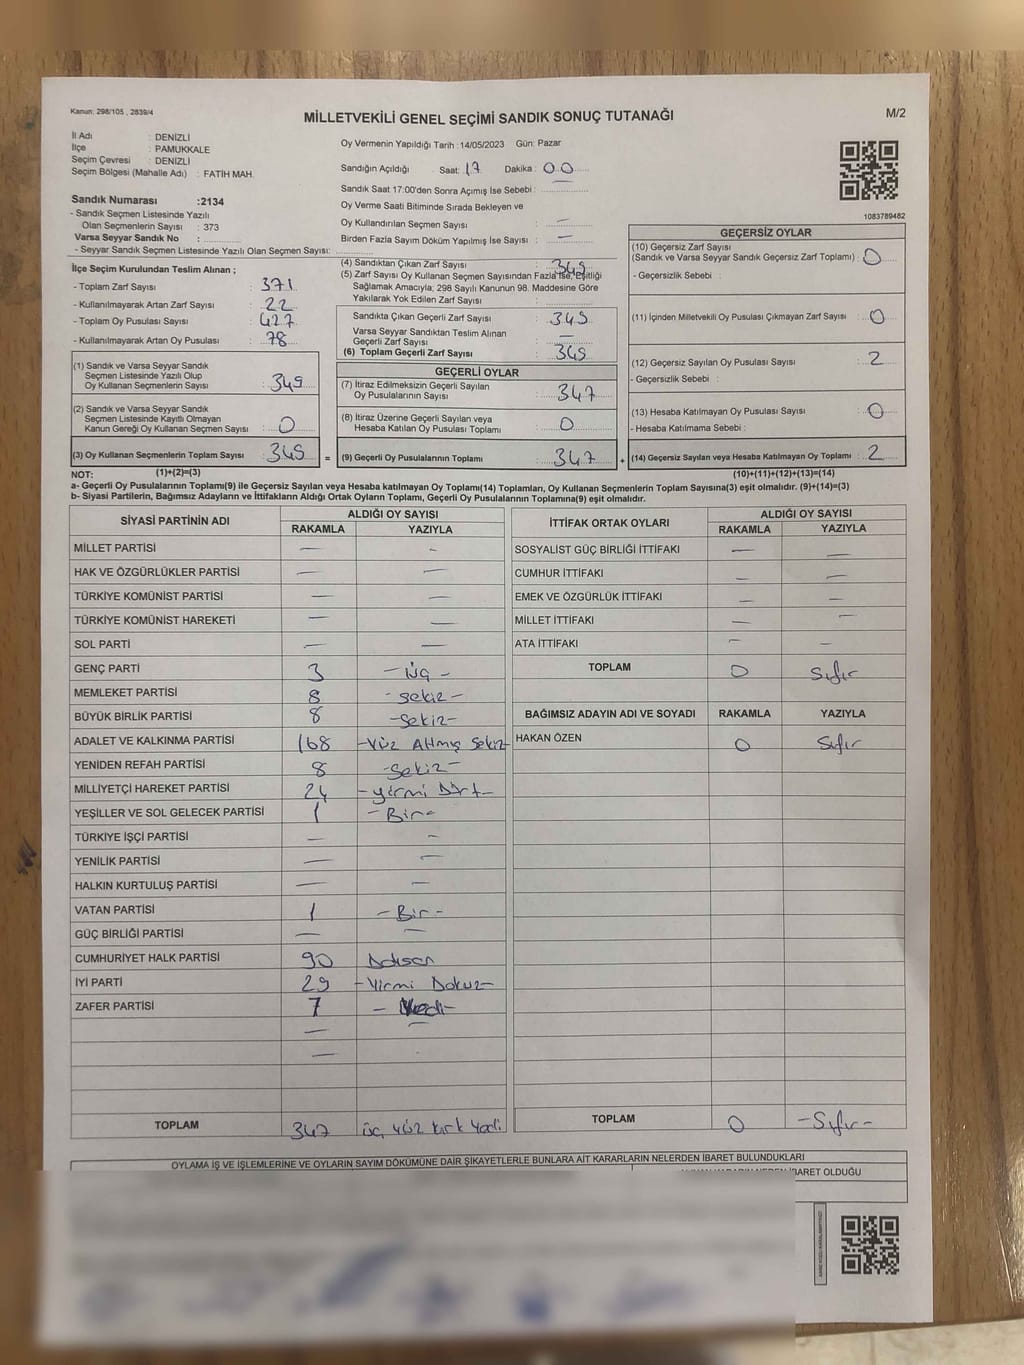 Kanun: 298/105 , 2839/4
MİLLETVEKİLİ GENEL SEÇİMİ SANDIK SONUÇ TUTANAĞI
M/2
İl Adı : DENİZLİ
İlçe : PAMUKKALE
Seçim Çevresi : DENİZLİ
Seçim Bölgesi (Mahalle Adı) : FATİH MAH.
Sandık Numarası :2134
- Sandık Seçmen Listesinde Yazılı
Olan Seçmenlerin Sayısı : 373
Varsa Seyyar Sandık No :
- Seyyar Sandık Seçmen Listesinde Yazılı Olan Seçmen Sayısı:
Oy Vermenin Yapıldığı Tarih : 14/05/2023 Gün: Pazar
Sandığın Açıldığı Saat: 17 Dakika : 00
Sandık Saat 17:00'den Sonra Açımış İse Sebebi : —
Oy Verme Saati Bitiminde Sırada Bekleyen ve
Oy Kullandırılan Seçmen Sayısı : —
Birden Fazla Sayım Döküm Yapılmış İse Sayısı : —
1083789482
İlçe Seçim Kurulundan Teslim Alınan ;
- Toplam Zarf Sayısı : 371
- Kullanılmayarak Artan Zarf Sayısı : 22
- Toplam Oy Pusulası Sayısı : 427
- Kullanılmayarak Artan Oy Pusulası : 78
(1) Sandık ve Varsa Seyyar Sandık
Seçmen Listesinde Yazılı Olup
Oy Kullanan Seçmenlerin Sayısı : 349
(2) Sandık ve Varsa Seyyar Sandık
Seçmen Listesinde Kayıtlı Olmayan
Kanun Gereği Oy Kullanan Seçmen Sayısı : 0
(3) Oy Kullanan Seçmenlerin Toplam Sayısı : 349 =
(4) Sandıktan Çıkan Zarf Sayısı : 349
(5) Zarf Sayısı Oy Kullanan Seçmen Sayısından Fazla İse, Eşitliği
Sağlamak Amacıyla; 298 Sayılı Kanunun 98. Maddesine Göre
Yakılarak Yok Edilen Zarf Sayısı :
Sandıkta Çıkan Geçerli Zarf Sayısı : 349
Varsa Seyyar Sandıktan Teslim Alınan
Geçerli Zarf Sayısı : —
(6) Toplam Geçerli Zarf Sayısı : 349
GEÇERLİ OYLAR
(7) İtiraz Edilmeksizin Geçerli Sayılan
Oy Pusulalarının Sayısı : 347
(8) İtiraz Üzerine Geçerli Sayılan veya
Hesaba Katılan Oy Pusulası Toplamı : 0
(9) Geçerli Oy Pusulalarının Toplamı : 347 +
GEÇERSİZ OYLAR
(10) Geçersiz Zarf Sayısı
(Sandık ve Varsa Seyyar Sandık Geçersiz Zarf Toplamı) : 0
- Geçersizlik Sebebi :
(11) İçinden Milletvekili Oy Pusulası Çıkmayan Zarf Sayısı : 0
(12) Geçersiz Sayılan Oy Pusulası Sayısı : 2
- Geçersizlik Sebebi :
(13) Hesaba Katılmayan Oy Pusulası Sayısı : 0
- Hesaba Katılmama Sebebi :
(14) Geçersiz Sayılan veya Hesaba Katılmayan Oy Toplamı : 2
NOT: (1)+(2)=(3) (10)+(11)+(12)+(13)=(14)
a- Geçerli Oy Pusulalarının Toplamı(9) ile Geçersiz Sayılan veya Hesaba katılmayan Oy Toplamı(14) Toplamları, Oy Kullanan Seçmenlerin Toplam Sayısına(3) eşit olmalıdır. (9)+(14)=(3)
b- Siyasi Partilerin, Bağımsız Adayların ve İttifakların Aldığı Ortak Oyların Toplamı, Geçerli Oy Pusulalarının Toplamına(9) eşit olmalıdır.
SİYASİ PARTİNİN ADI ALDIĞI OY SAYISI
RAKAMLA YAZIYLA
MİLLET PARTİSİ — -
HAK VE ÖZGÜRLÜKLER PARTİSİ — —
TÜRKİYE KOMÜNİST PARTİSİ — —
TÜRKİYE KOMÜNİST HAREKETİ — —
SOL PARTİ — —
GENÇ PARTİ 3 - Üç -
MEMLEKET PARTİSİ 8 - sekiz -
BÜYÜK BİRLİK PARTİSİ 8 -Sekiz-
ADALET VE KALKINMA PARTİSİ 168 -Yüz Altmış Sekiz
YENİDEN REFAH PARTİSİ 8 -Sekiz-
MİLLİYETÇİ HAREKET PARTİSİ 24 -yirmi Dört-
YEŞİLLER VE SOL GELECEK PARTİSİ 1 - Bir-
TÜRKİYE İŞÇİ PARTİSİ — -
YENİLİK PARTİSİ — —
HALKIN KURTULUŞ PARTİSİ — —
VATAN PARTİSİ 1 - Bir -
GÜÇ BİRLİĞİ PARTİSİ — —
CUMHURİYET HALK PARTİSİ 90 Doksan
İYİ PARTİ 29 -Yirmi Dokuz-
ZAFER PARTİSİ 7 - Yedi-
— —
—
TOPLAM 347 üç yüz kırk Yedi
İTTİFAK ORTAK OYLARI ALDIĞI OY SAYISI
RAKAMLA YAZIYLA
SOSYALİST GÜÇ BİRLİĞİ İTTİFAKI — —
CUMHUR İTTİFAKI — —
EMEK VE ÖZGÜRLÜK İTTİFAKI — —
MİLLET İTTİFAKI — —
ATA İTTİFAKI — -
TOPLAM 0 Sıfır
BAĞIMSIZ ADAYIN ADI VE SOYADI RAKAMLA YAZIYLA
HAKAN ÖZEN 0 Sıfır
TOPLAM 0 -Sıfır-
OYLAMA İŞ VE İŞLEMLERİNE VE OYLARIN SAYIM DÖKÜMÜNE DAİR ŞİKAYETLERLE BUNLARA AİT KARARLARIN NELERDEN İBARET BULUNDUKLARI
İBARET OLDUĞU